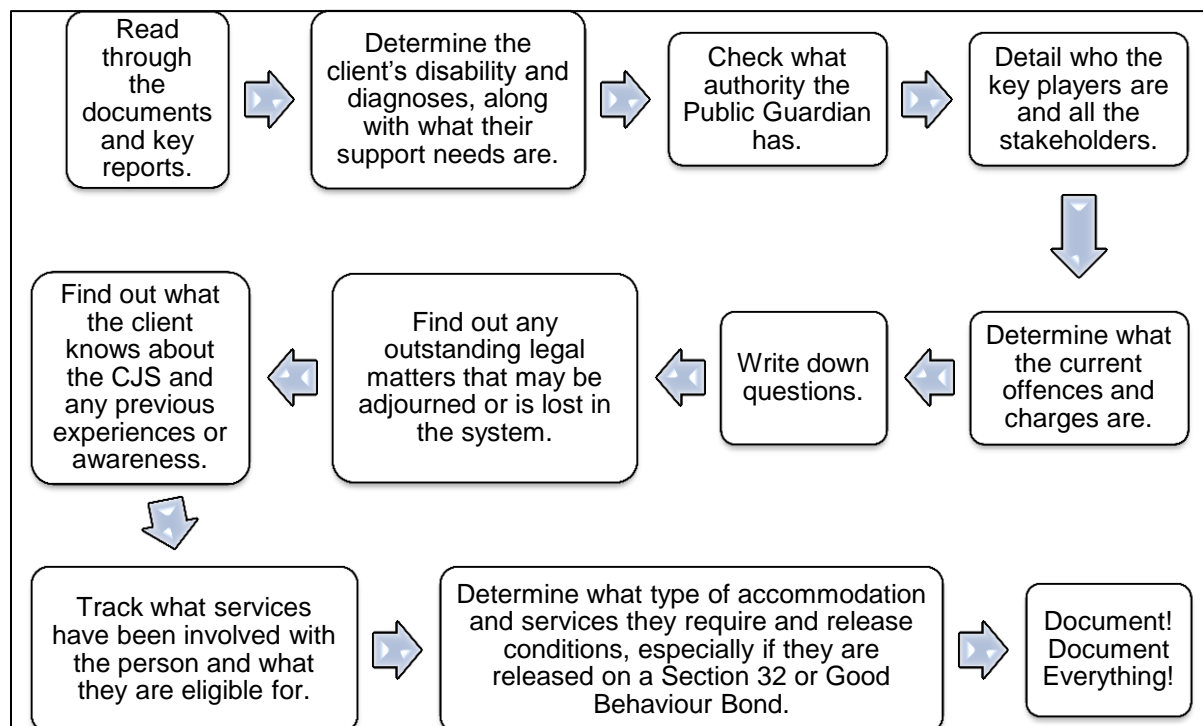 Read
through
the
documents
and key
reports.
Determine the
client's disability and
diagnoses, along
with what their
support needs are.
Check what
authority the
Public Guardian
has.
Detail who the
key players are
and all the
stakeholders.
Determine what
the current
offences and
charges are.
Write down
questions.
Find out any
outstanding legal
matters that may be
adjourned or is lost in
the system.
Find out what
the client
knows about
the CJS and
any previous
experiences or
awareness.
Track what services
have been involved with
the person and what
they are eligible for.
Determine what type of accommodation
and services they require and release
conditions, especially if they are
released on a Section 32 or Good
Behaviour Bond.
Document!
Document
Everything!